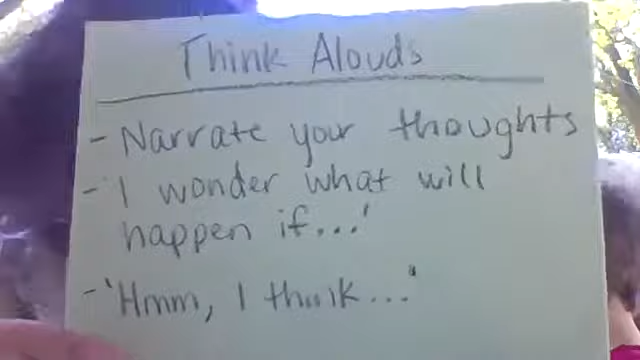 Think Alouds
- Narrate your thoughts
- 'I wonder what will
happen if...'
- 'Hmm, I think...'